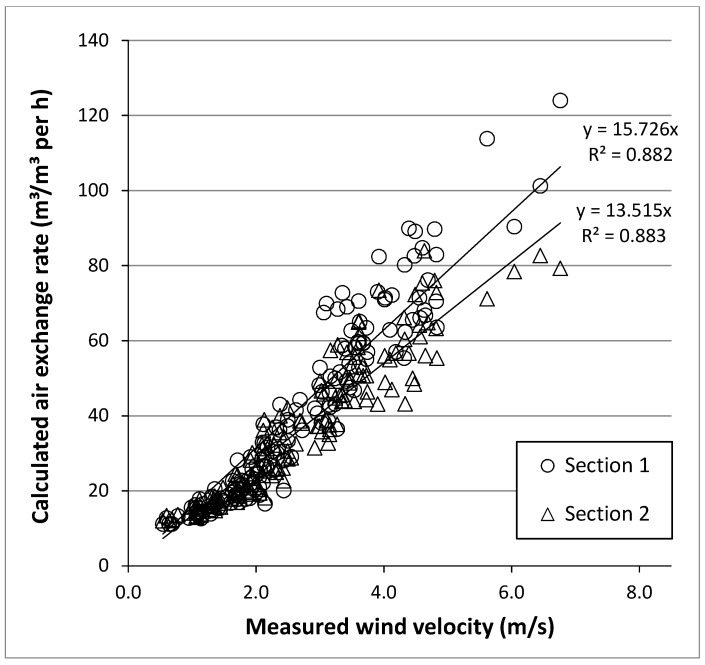 140
120
100
80
60
40
20
0
0.0 2.0 4.0 6.0 8.0
Calculated air exchange rate (m³/m³ per h)
Measured wind velocity (m/s)
y = 15.726x
R² = 0.882
y = 13.515x
R² = 0.883
Section 1
Section 2